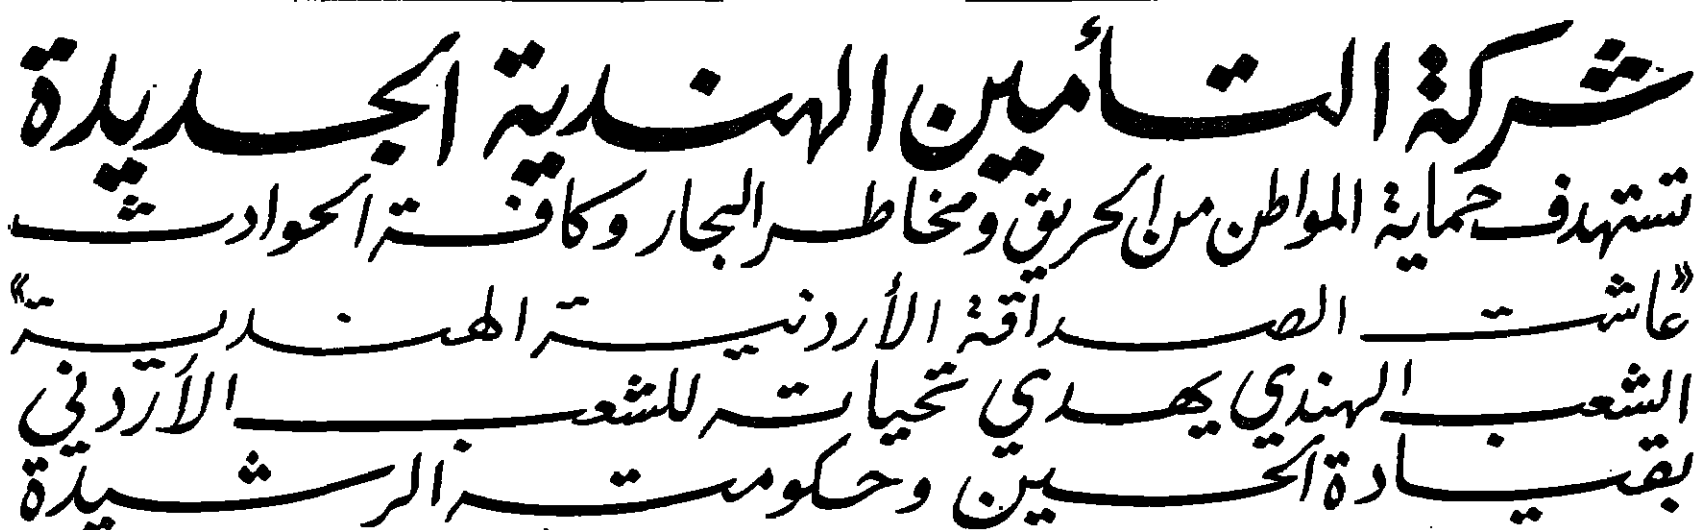 شركة التأمين الهندية الجديدة
تستهدف حماية المواطن من الحريق ومخاطر البحار وكافة الحوادث
"عاشت الصداقة الأردنية الهندية"
الشعب الهندي يهدي تحياته للشعب الأردني
بقيادة الحسين وحكومته الرشيدة